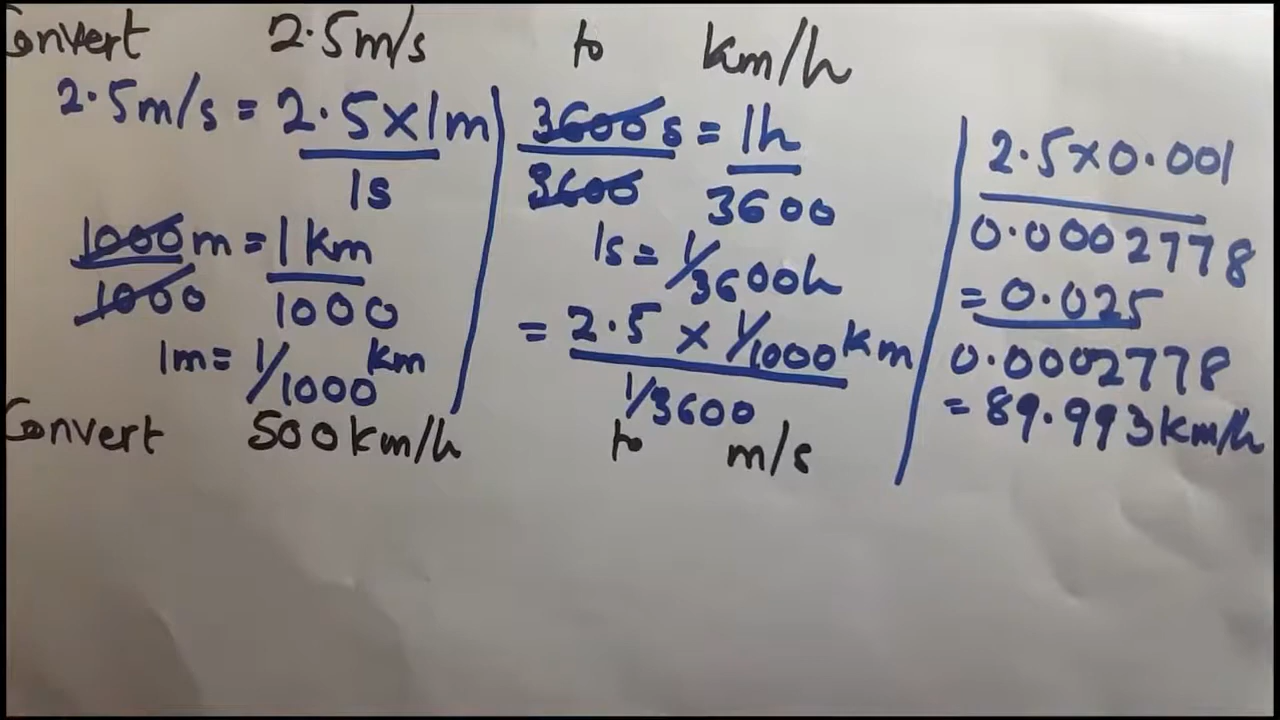 Convert 2.5m/s to km/h
2.5m/s = 2.5×1m
1s
1000m = 1km
1000 1000
1m = 1/1000 km
3600s = 1h
3600 3600
1s = 1/3600h
= 2.5 × 1/1000 km
1/3600
2.5×0.001
0.0002778
= 0.025
0.0002778
= 89.993km/h
Convert 500km/h to m/s